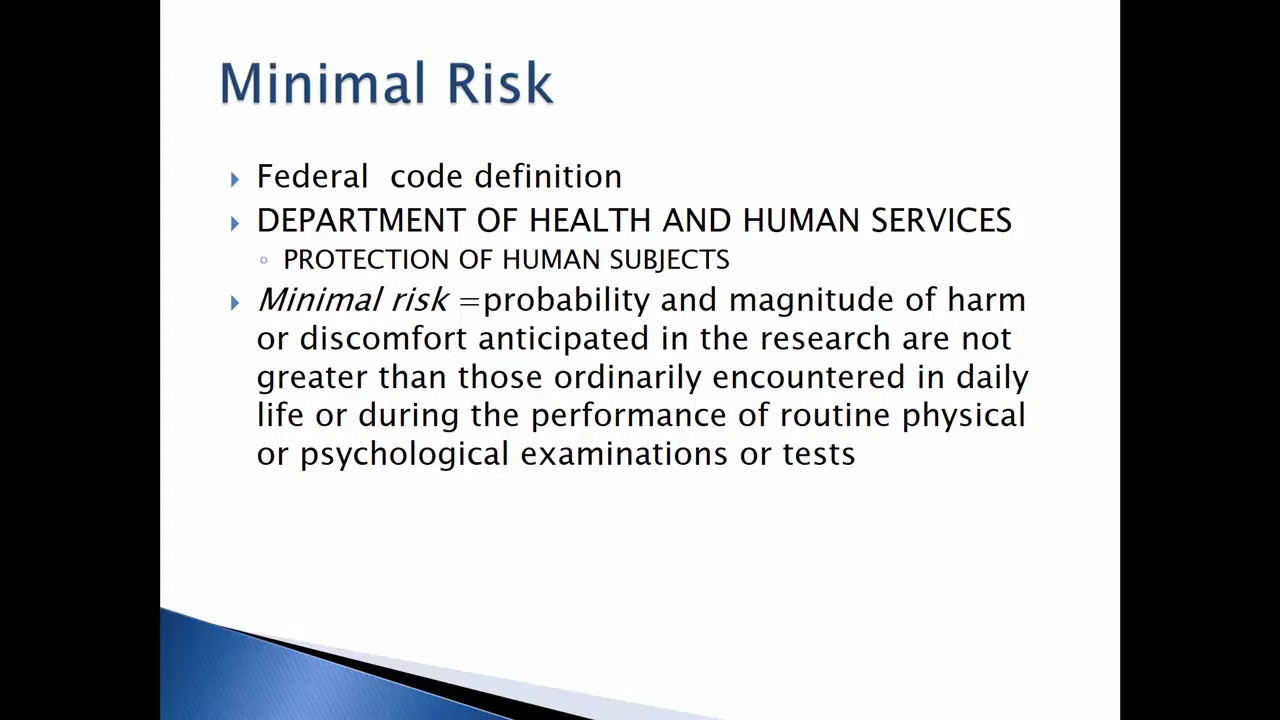 Minimal Risk
Federal  code definition
DEPARTMENT OF HEALTH AND HUMAN SERVICES
PROTECTION OF HUMAN SUBJECTS
Minimal risk =probability and magnitude of harm
or discomfort anticipated in the research are not
greater than those ordinarily encountered in daily
life or during the performance of routine physical
or psychological examinations or tests